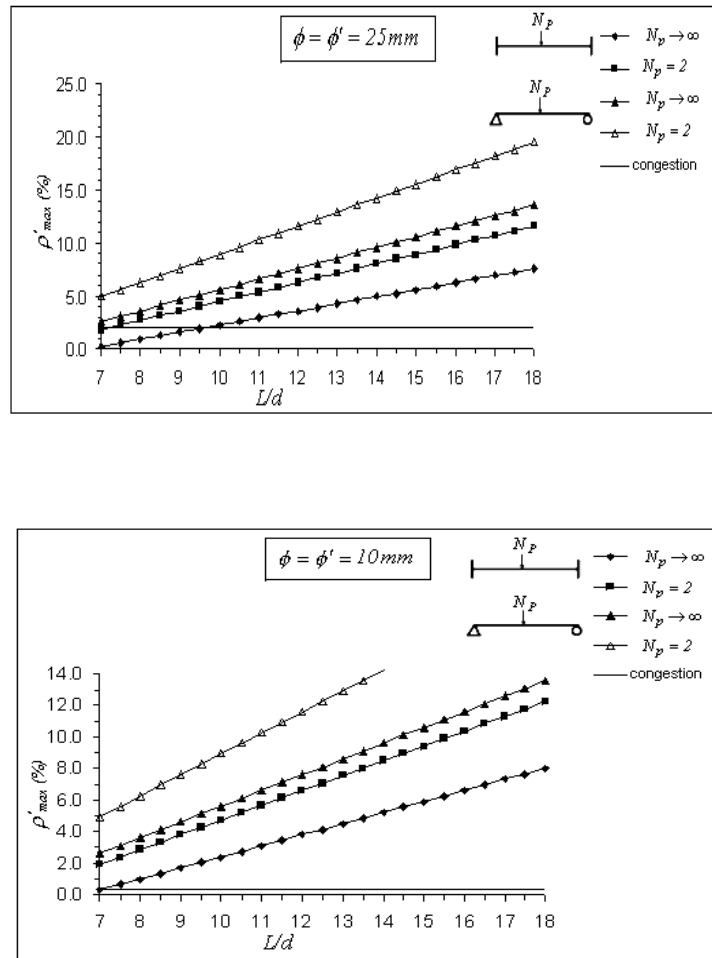 ϕ = ϕ' = 25mm
N_P
N_P
N_p → ∞
N_p = 2
N_p → ∞
N_p = 2
congestion
ρ'_max (%)
25.0
20.0
15.0
10.0
5.0
0.0
7 8 9 10 11 12 13 14 15 16 17 18
L/d
ϕ = ϕ' = 10mm
N_P
N_P
N_p → ∞
N_p = 2
N_p → ∞
N_p = 2
congestion
ρ'_max (%)
14.0
12.0
10.0
8.0
6.0
4.0
2.0
0.0
7 8 9 10 11 12 13 14 15 16 17 18
L/d